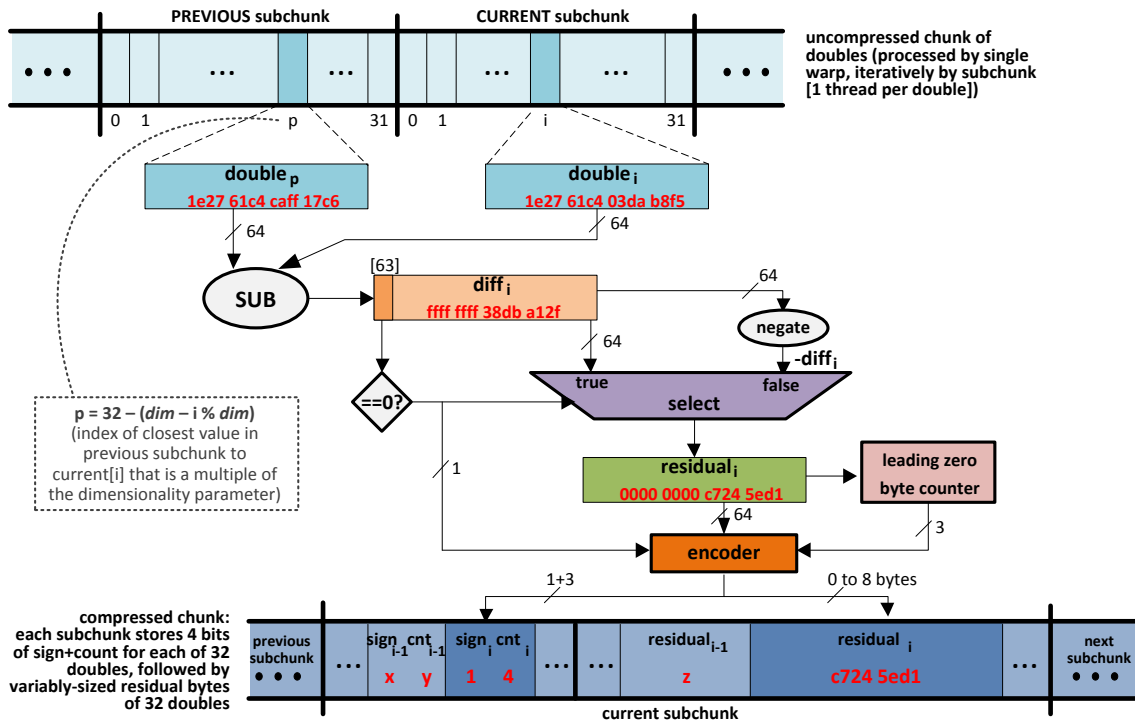 PREVIOUS subchunk
CURRENT subchunk
uncompressed chunk of
doubles (processed by single
warp, iteratively by subchunk
[1 thread per double])
• • •
...
...
...
...
• • •
0 1 p 31 0 1 i 31
double p
1e27 61c4 caff 17c6
double i
1e27 61c4 03da b8f5
64
64
SUB
[63]
diff i
ffff ffff 38db a12f
64
64
negate
-diff i
==0?
true
false
select
p = 32 – (dim – i % dim)
(index of closest value in
previous subchunk to
current[i] that is a multiple of
the dimensionality parameter)
1
residual i
0000 0000 c724 5ed1
leading zero
byte counter
64
3
encoder
1+3
0 to 8 bytes
compressed chunk:
each subchunk stores 4 bits
of sign+count for each of 32
doubles, followed by
variably-sized residual bytes
of 32 doubles
previous
subchunk
• • •
...
sign i-1 cnt i-1
x y
sign i cnt i
1 4
...
...
residual i-1
z
residual i
c724 5ed1
...
next
subchunk
• • •
current subchunk